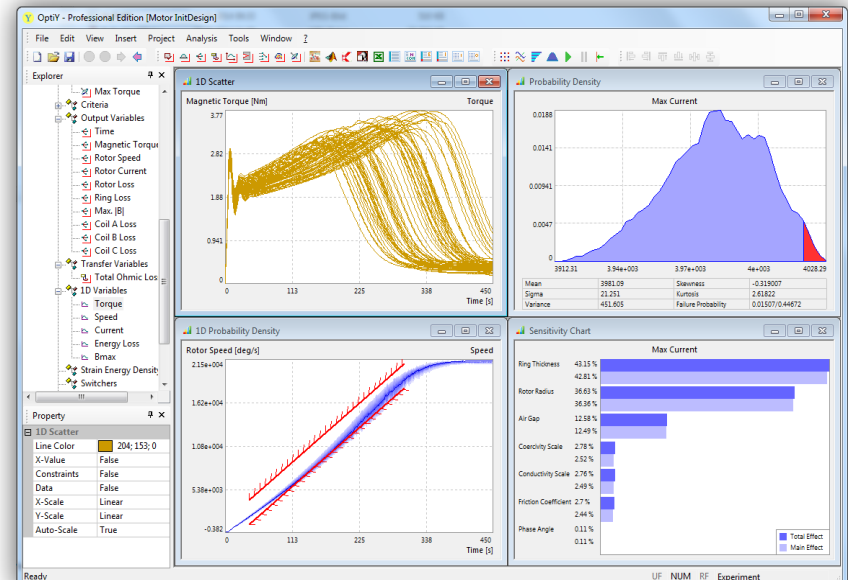 OptiY - Professional Edition [Motor InitDesign]
File Edit View Insert Project Analysis Tools Window ?
Explorer
Max Torque
Criteria
Output Variables
Time
Magnetic Torque
Rotor Speed
Rotor Current
Rotor Loss
Ring Loss
Max. |B|
Coil A Loss
Coil B Loss
Coil C Loss
Transfer Variables
Total Ohmic Los
1D Variables
Torque
Speed
Current
Energy Loss
Bmax
Strain Energy Density
Switchers
Property
1D Scatter
Line Color 204; 153; 0
X-Value False
Constraints False
Data False
X-Scale Linear
Y-Scale Linear
Auto-Scale True
1D Scatter
Magnetic Torque [Nm] Torque
3.77
2.82
1.88
0.941
0
0 113 225 338 450
Time [s]
Probability Density
Max Current
0.0188
0.0141
0.00941
0.0047
0
3912.31 3.94e+003 3.97e+003 4e+003 4028.29
Mean 3981.09 Skewness -0.319007
Sigma 21.251 Kurtosis 2.61822
Variance 451.605 Failure Probability 0.01507/0.44672
1D Probability Density
Rotor Speed [deg/s] Speed
2.15e+004
1.62e+004
1.08e+004
5.38e+003
-0.382
0 113 225 338 450
Time [s]
Sensitivity Chart
Max Current
Ring Thickness 43.15 %
42.81 %
Rotor Radius 36.63 %
36.36 %
Air Gap 12.58 %
12.49 %
Coercivity Scale 2.78 %
2.52 %
Conductivity Scale 2.76 %
2.49 %
Friction Coefficient 2.7 %
2.44 %
Phase Angle 0.11 %
0.11 %
Total Effect
Main Effect
Ready UF NUM RF Experiment